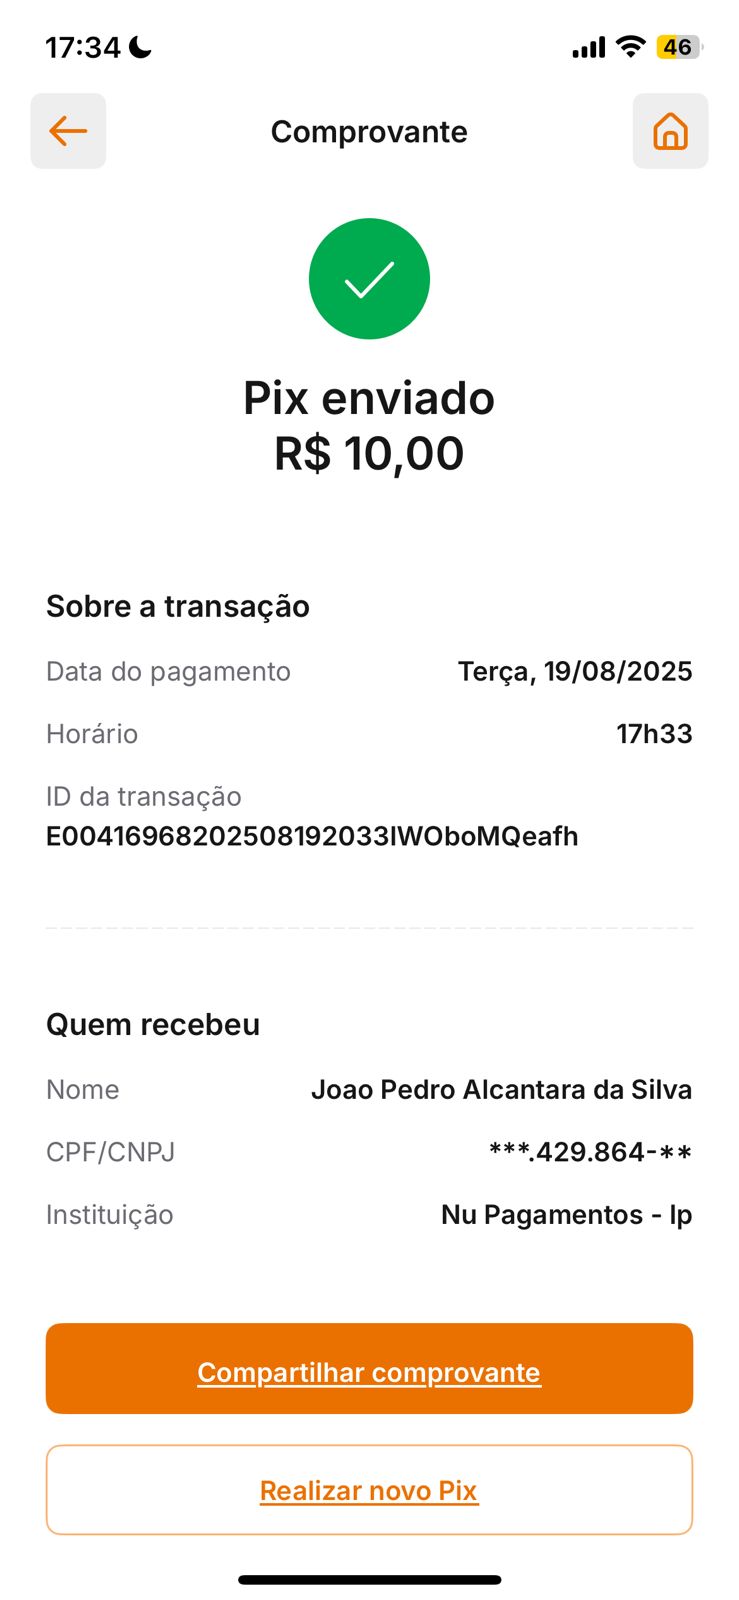 17:34
46
Comprovante
Pix enviado
R$ 10,00
Sobre a transação
Data do pagamento Terça, 19/08/2025
Horário 17h33
ID da transação
E00416968202508192033IWOboMQeafh
Quem recebeu
Nome Joao Pedro Alcantara da Silva
CPF/CNPJ ***.429.864-**
Instituição Nu Pagamentos - Ip
Compartilhar comprovante
Realizar novo Pix